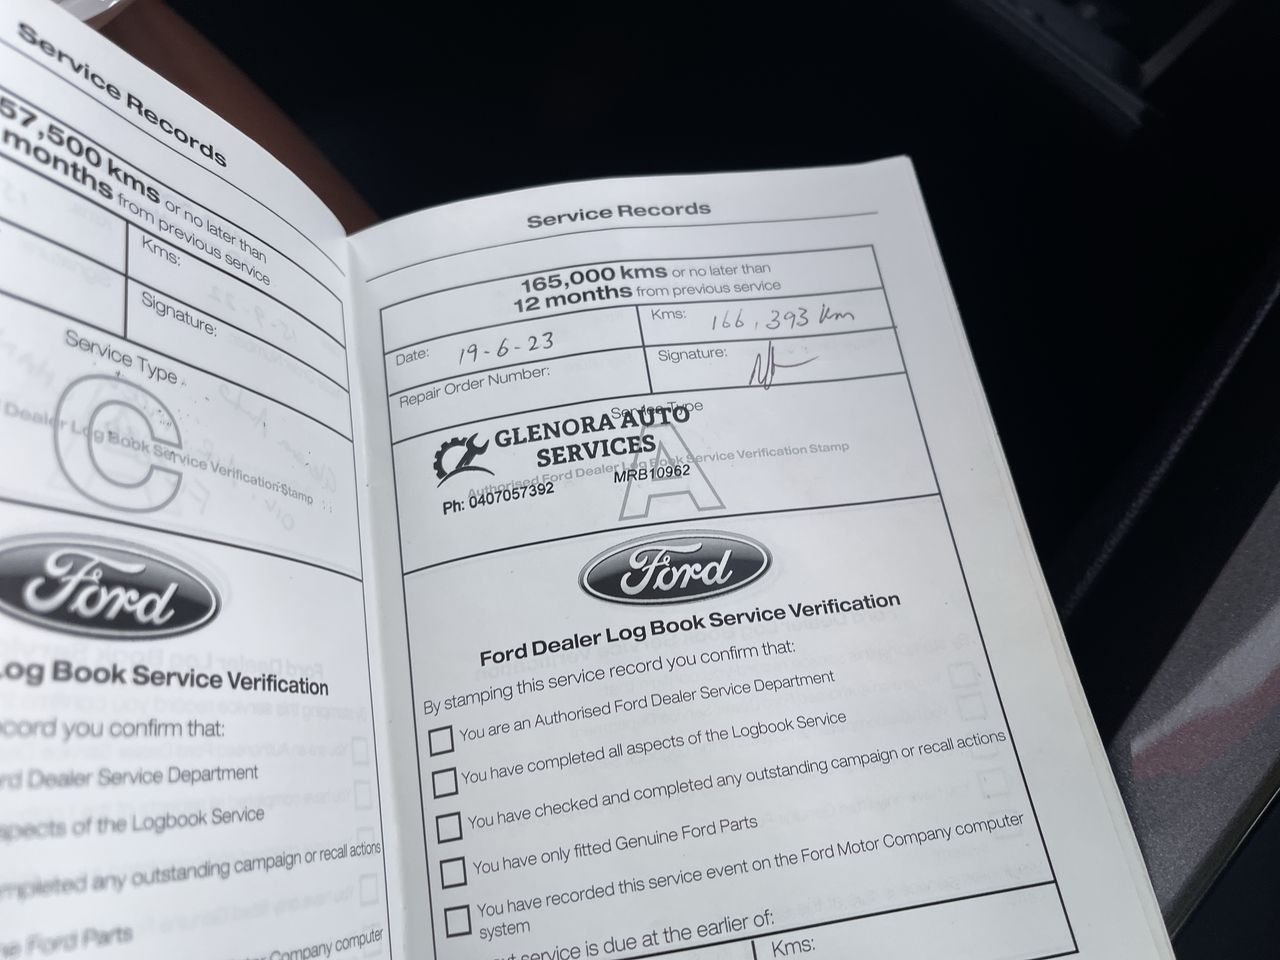 Service Records
57,500 kms or no later than
months from previous service
Kms:
Signature:
Service Type
C
Dealer Log Book Service Verification Stamp
Ford
Log Book Service Verification
record you confirm that:
rd Dealer Service Department
spects of the Logbook Service
mpleted any outstanding campaign or recall actions
ne Ford Parts
Company computer
Service Records
165,000 kms or no later than
12 months from previous service
Date: 19-6-23
Kms: 166,393 km
Repair Order Number:
Signature:
Service Type
A
Authorised Ford Dealer Log Book Service Verification Stamp
GLENORA AUTO
SERVICES
Ph: 0407057392 MRB10962
Ford
Ford Dealer Log Book Service Verification
By stamping this service record you confirm that:
You are an Authorised Ford Dealer Service Department
You have completed all aspects of the Logbook Service
You have checked and completed any outstanding campaign or recall actions
You have only fitted Genuine Ford Parts
You have recorded this service event on the Ford Motor Company computer
system
xt service is due at the earlier of:
Kms: